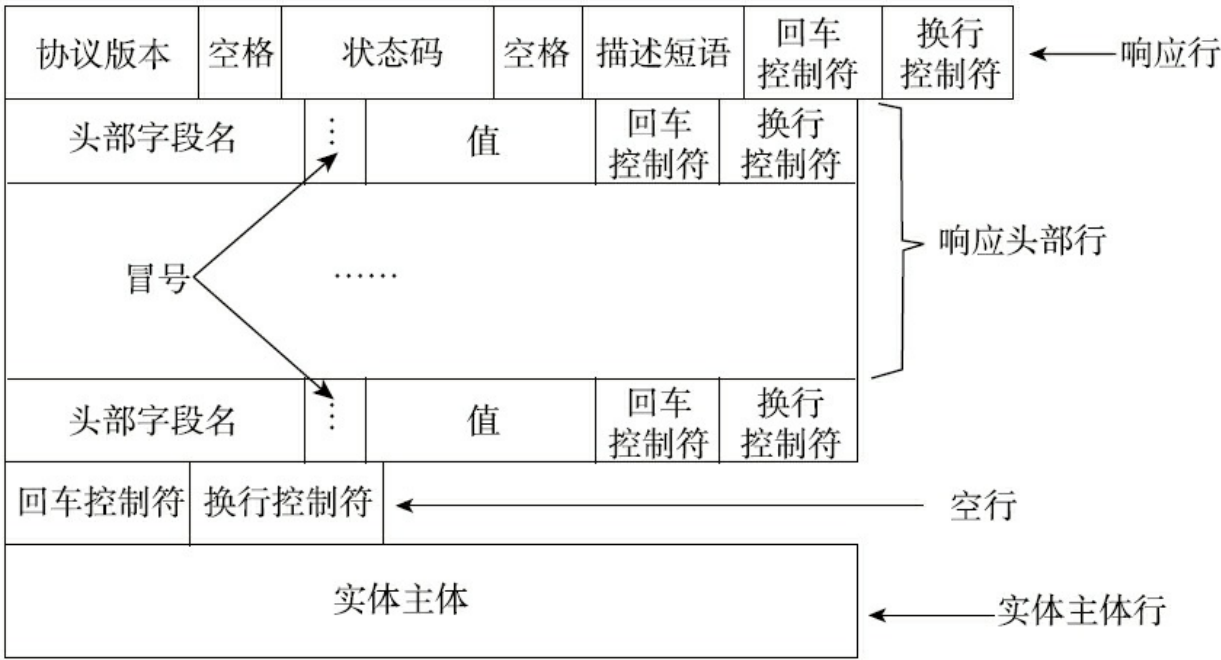 协议版本 空格 状态码 空格 描述短语 回车 控制符 换行 控制符 响应行
头部字段名 ⋮ 值 回车 控制符 换行 控制符
响应头部行
冒号 ……
头部字段名 ⋮ 值 回车 控制符 换行 控制符
回车控制符 换行控制符 空行
实体主体
实体主体行